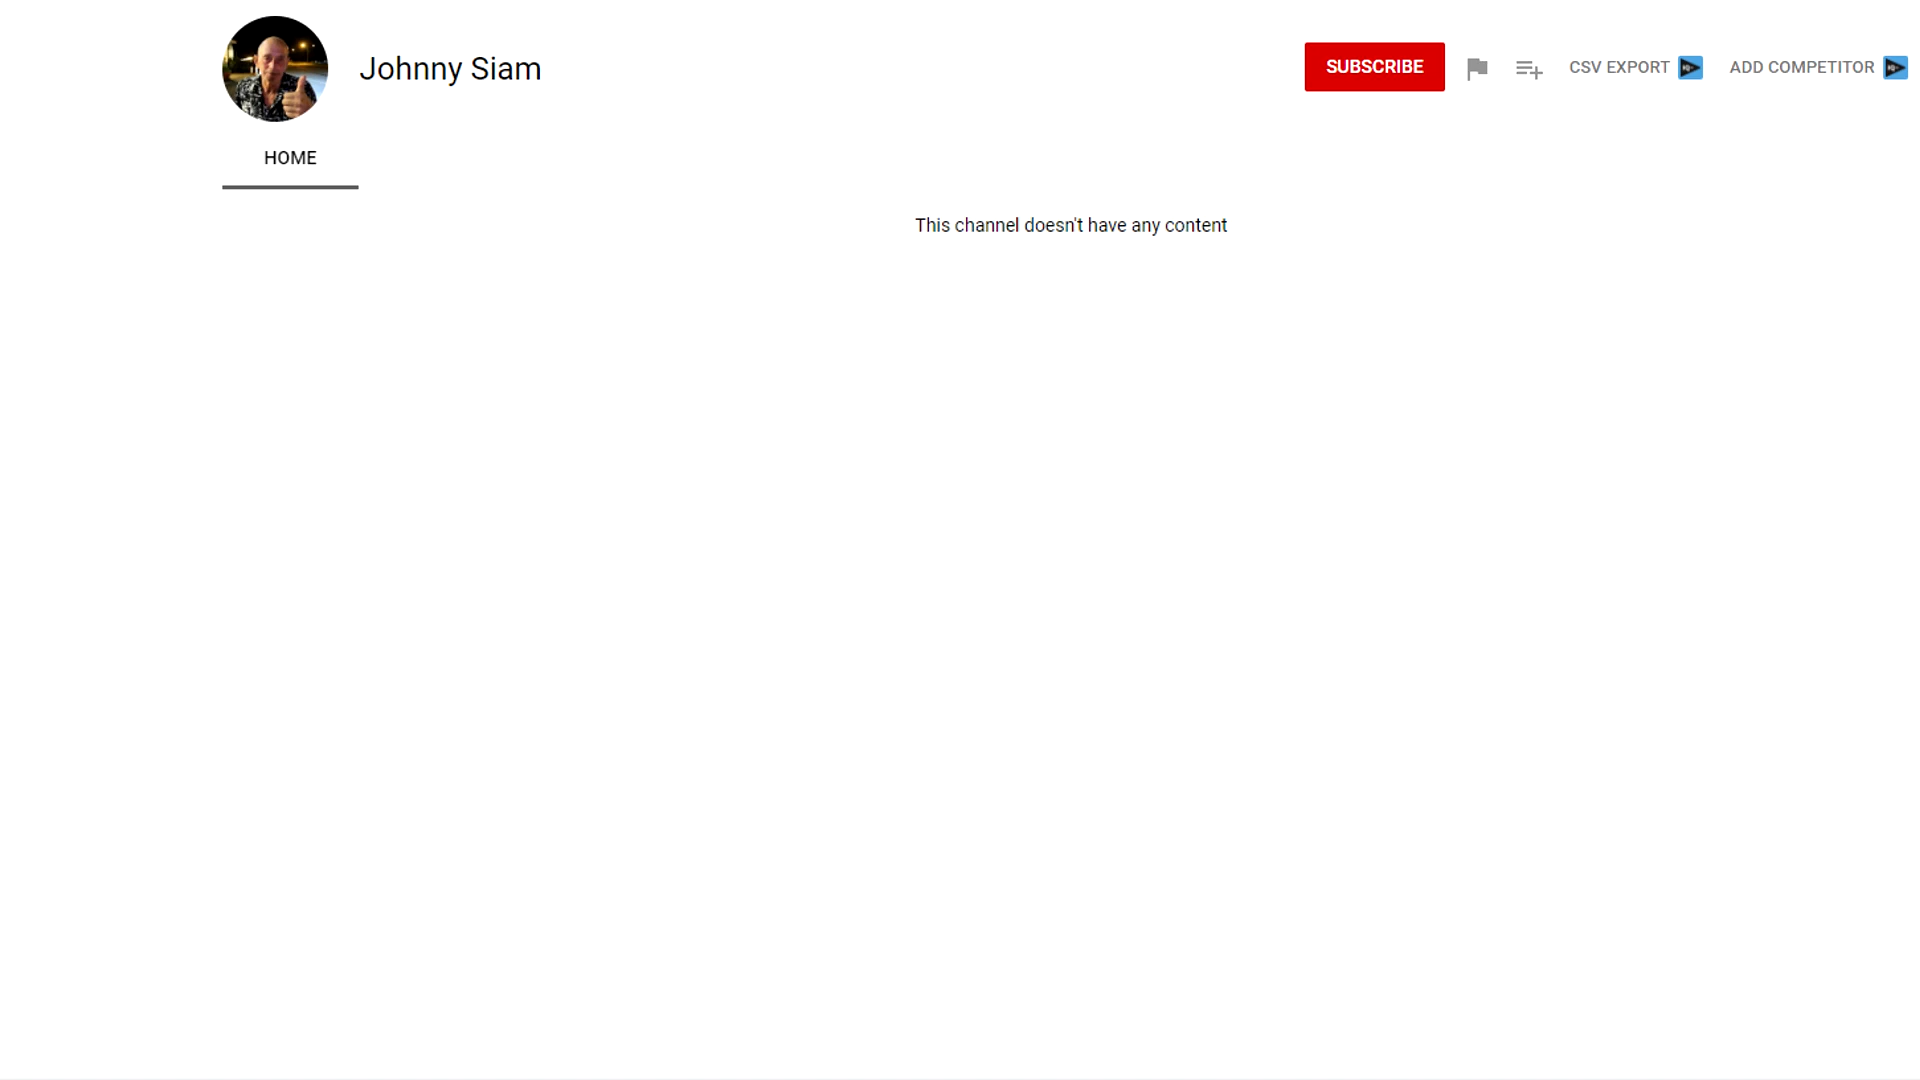 Johnny Siam
SUBSCRIBE
CSV EXPORT
ADD COMPETITOR
HOME
This channel doesn't have any content